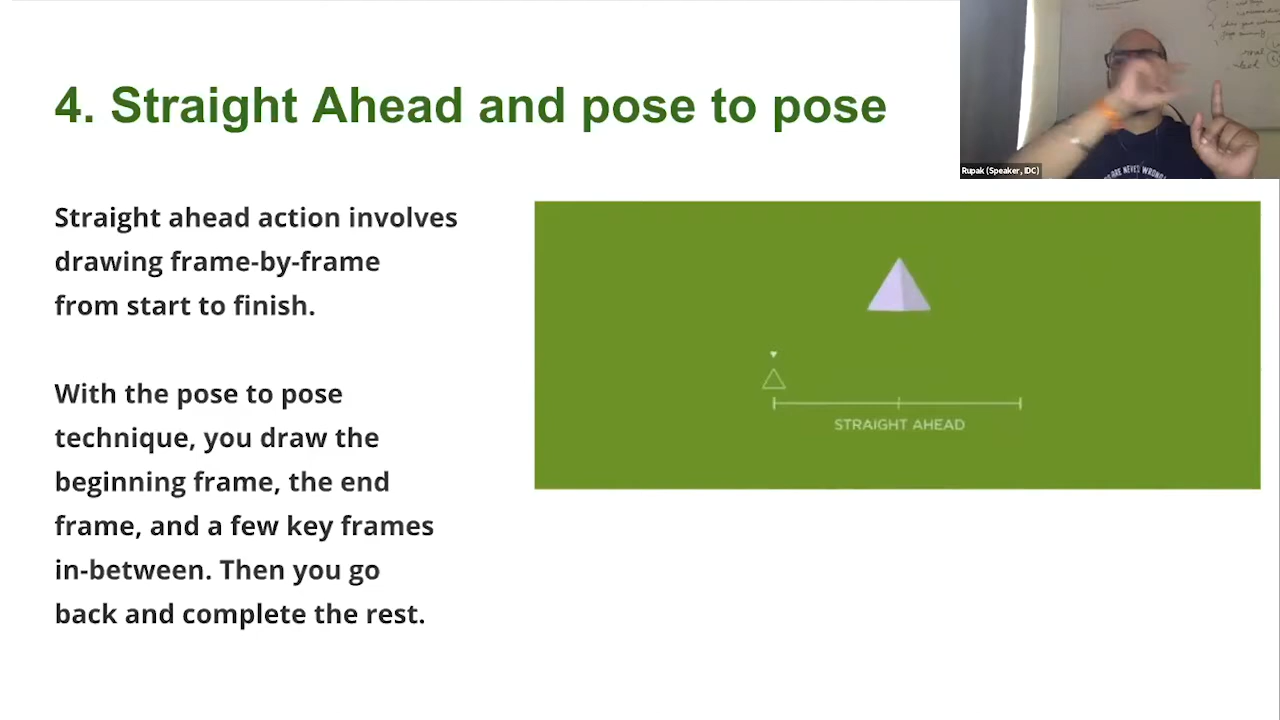 4. Straight Ahead and pose to pose
Rupak (Speaker, IDC)
Straight ahead action involves
drawing frame-by-frame
from start to finish.
With the pose to pose
technique, you draw the
beginning frame, the end
frame, and a few key frames
in-between. Then you go
back and complete the rest.
STRAIGHT AHEAD